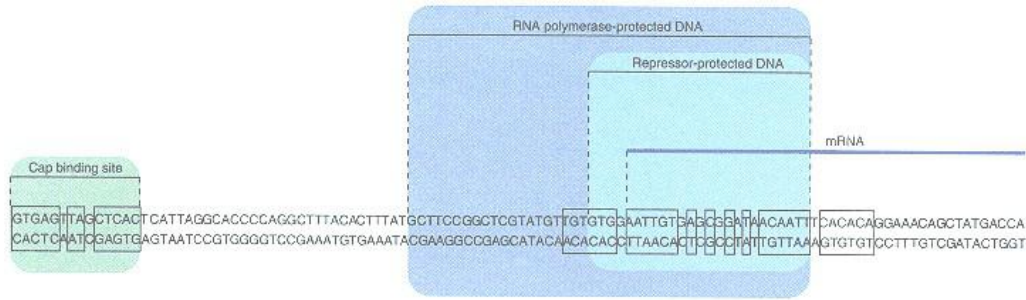 RNA polymerase-protected DNA
Repressor-protected DNA
mRNA
Cap binding site
GTGAGTTAGCTCACTCATTAGGCACCCCAGGCTTTACACTTTATGCTTCCGGCTCGTATGTTGTGTGGAATTGTGAGCGGATAACAATTTCACACAGGAAACAGCTATGACCA
CACTCAATCGAGTGAGTAATCCGTGGGGTCCGAAATGTGAAATACGAAGGCCGAGCATACAACACACCTTAACACTCGCCTATTGTTAAAGTGTGTCCTTTGTCGATACTGGT